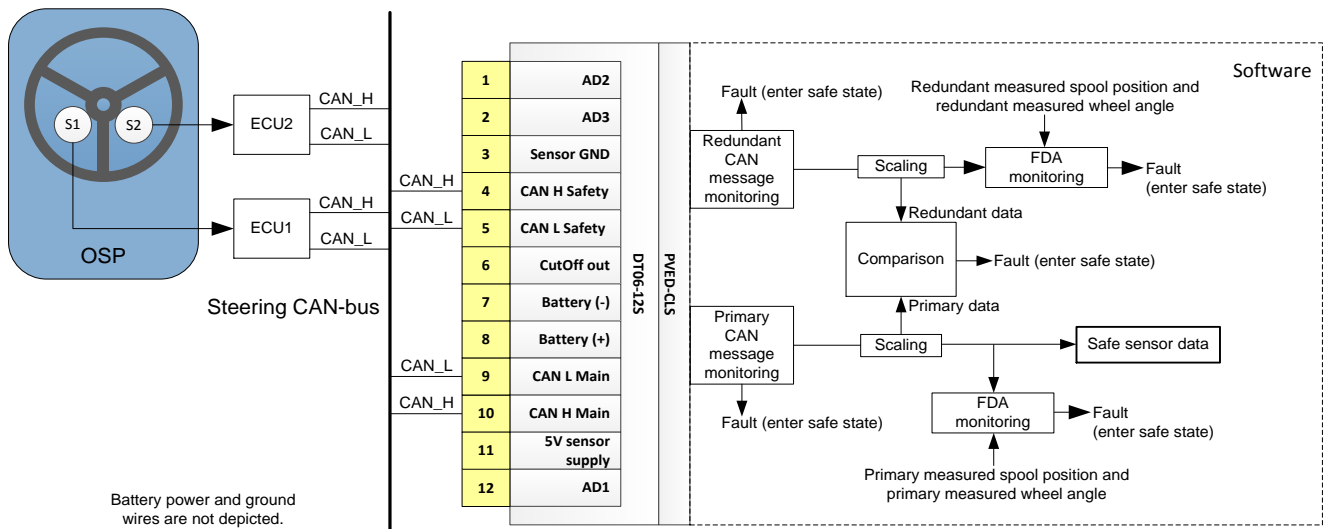 S1
S2
OSP
ECU2
CAN_H
CAN_L
ECU1
CAN_H
CAN_L
Steering CAN-bus
Battery power and ground
wires are not depicted.
CAN_H
CAN_L
CAN_L
CAN_H
1 AD2
2 AD3
3 Sensor GND
4 CAN H Safety
5 CAN L Safety
6 CutOff out
7 Battery (-)
8 Battery (+)
9 CAN L Main
10 CAN H Main
11 5V sensor
supply
12 AD1
DT06-12S
PVED-CLS
Software
Fault (enter safe state)
Redundant
CAN
message
monitoring
Scaling
Redundant measured spool position and
redundant measured wheel angle
FDA
monitoring
Fault
(enter safe state)
Redundant data
Comparison
Fault (enter safe state)
Primary data
Primary
CAN
message
monitoring
Scaling
Safe sensor data
Fault (enter safe state)
FDA
monitoring
Fault
(enter safe state)
Primary measured spool position and
primary measured wheel angle